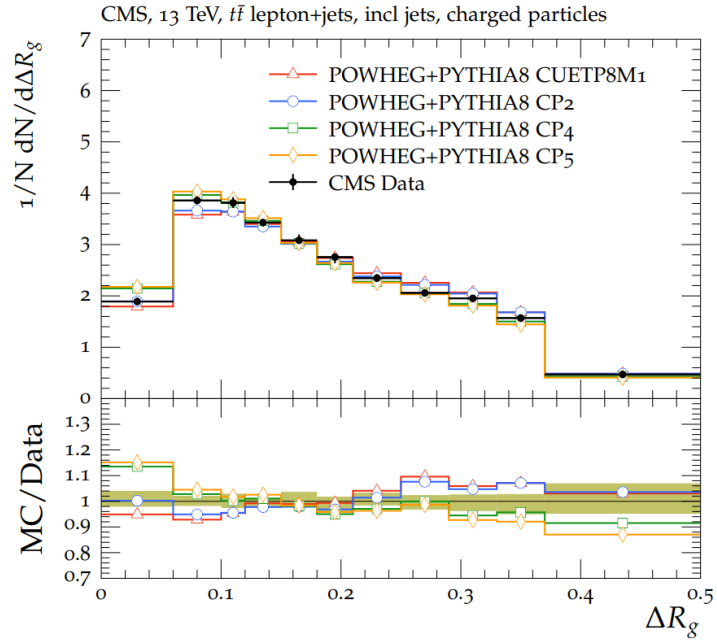 CMS, 13 TeV, tt̄ lepton+jets, incl jets, charged particles
1/N dN/dΔR_g
7
6
5
4
3
2
1
0
POWHEG+PYTHIA8 CUETP8M1
POWHEG+PYTHIA8 CP2
POWHEG+PYTHIA8 CP4
POWHEG+PYTHIA8 CP5
CMS Data
MC/Data
1.3
1.2
1.1
1
0.9
0.8
0.7
0 0.1 0.2 0.3 0.4 0.5
ΔR_g